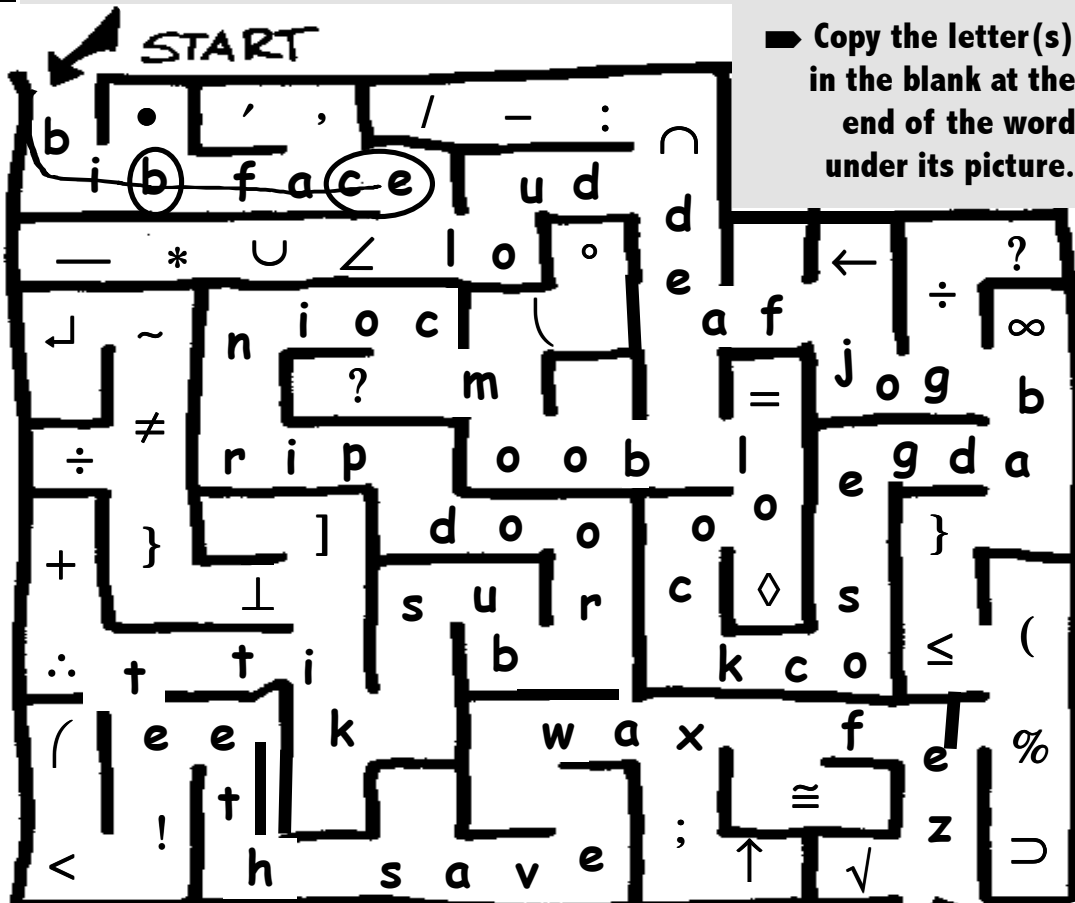 START
➨ Copy the letter(s)
in the blank at the
end of the word
under its picture.
b • ′ , / – :
∩
i b f a c e u d
d
— * ∪ ∠ l o ° ← ?
e ÷
↵ ~ n i o c ( a f ∞
? m = j o g b
≠
÷ r i p o o b l e g d a
o
} ] d o o o }
+ ⊥ s u r c ◊ s
∴ t t i b k c o ≤ (
( e e k w a x f e %
t ≅
! ; z
< h s a v e ↑ √ ⊃